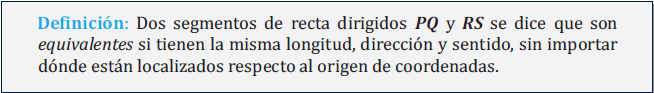 Definición: Dos segmentos de recta dirigidos PQ y RS se dice que son
equivalentes si tienen la misma longitud, dirección y sentido, sin importar
dónde están localizados respecto al origen de coordenadas.